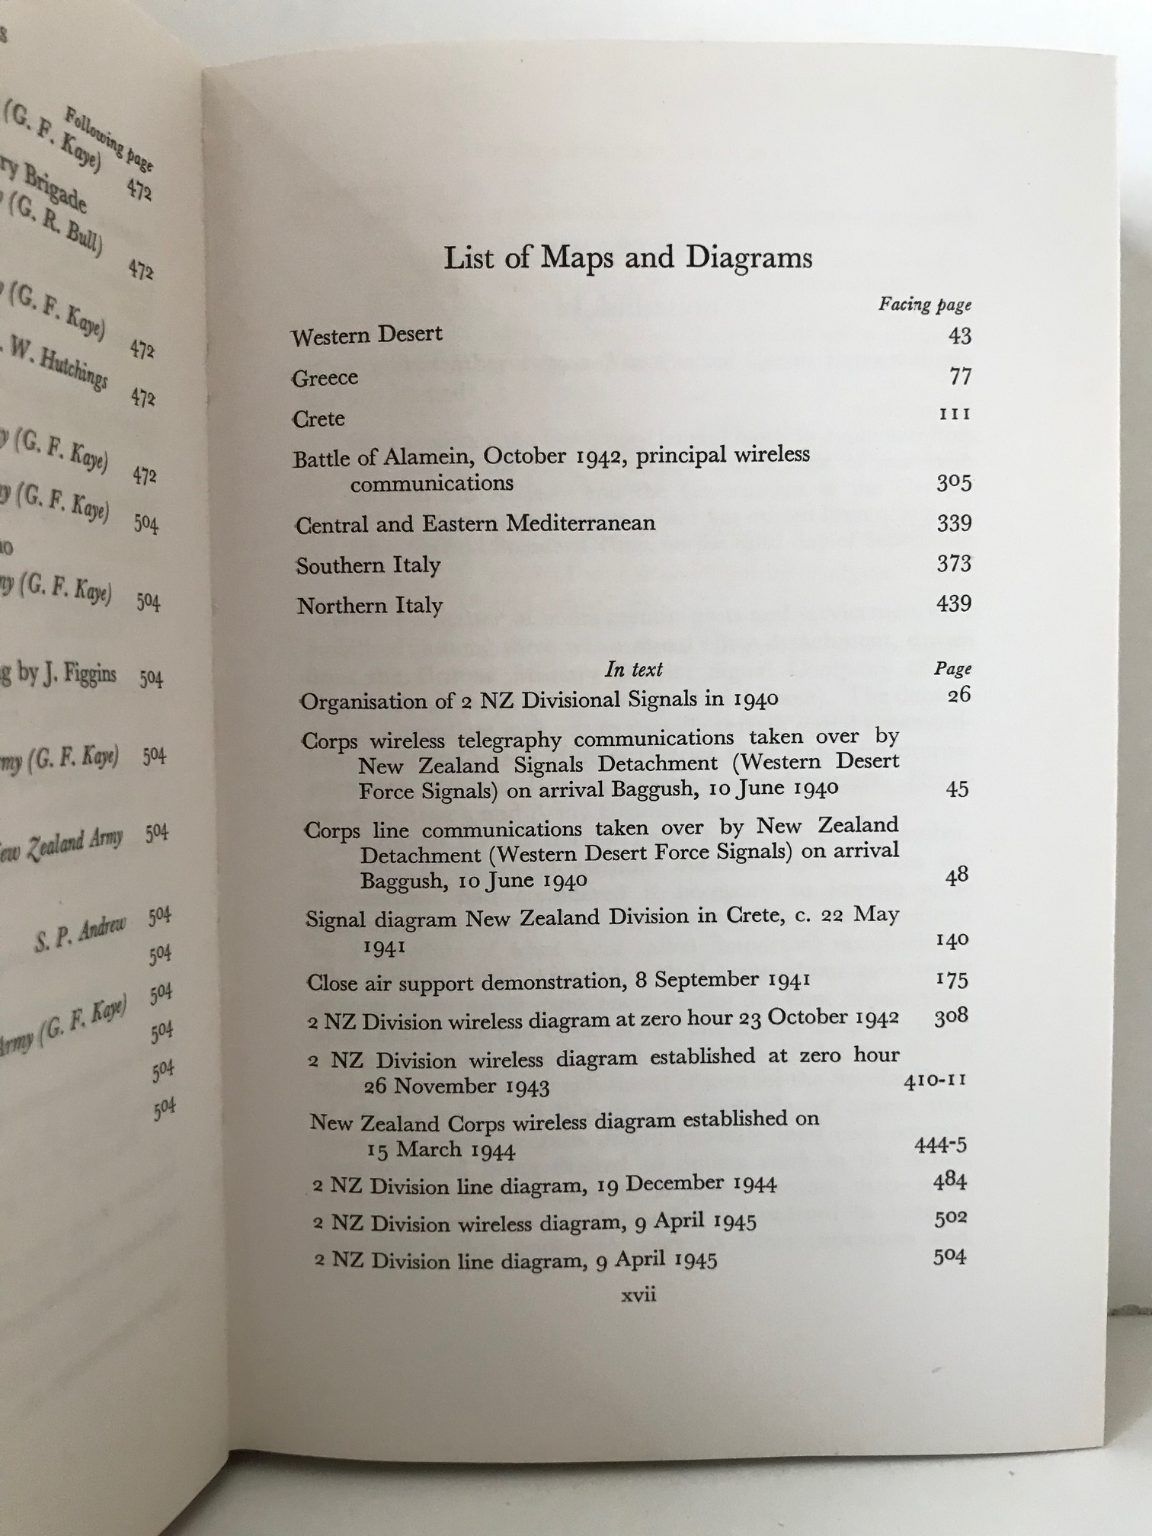 s
Following page
(G. F. Kaye) 472
ry Brigade
(G. R. Bull)
472
(G. F. Kaye)
472
W. Hutchings
472
y (G. F. Kaye)
472
y (G. F. Kaye)
504
no
my (G. F. Kaye) 504
g by J. Figgins 504
my (G. F. Kaye) 504
ew Zealand Army 504
S. P. Andrew 504
504
504
Army (G. F. Kaye)
504
504
504
List of Maps and Diagrams
Facing page
Western Desert 43
Greece 77
Crete 111
Battle of Alamein, October 1942, principal wireless
communications 305
Central and Eastern Mediterranean 339
Southern Italy 373
Northern Italy 439
In text Page
Organisation of 2 NZ Divisional Signals in 1940 26
Corps wireless telegraphy communications taken over by
New Zealand Signals Detachment (Western Desert
Force Signals) on arrival Baggush, 10 June 1940 45
Corps line communications taken over by New Zealand
Detachment (Western Desert Force Signals) on arrival
Baggush, 10 June 1940 48
Signal diagram New Zealand Division in Crete, c. 22 May
1941 140
Close air support demonstration, 8 September 1941 175
2 NZ Division wireless diagram at zero hour 23 October 1942 308
2 NZ Division wireless diagram established at zero hour
26 November 1943 410-11
New Zealand Corps wireless diagram established on
15 March 1944 444-5
2 NZ Division line diagram, 19 December 1944 484
2 NZ Division wireless diagram, 9 April 1945 502
2 NZ Division line diagram, 9 April 1945 504
xvii